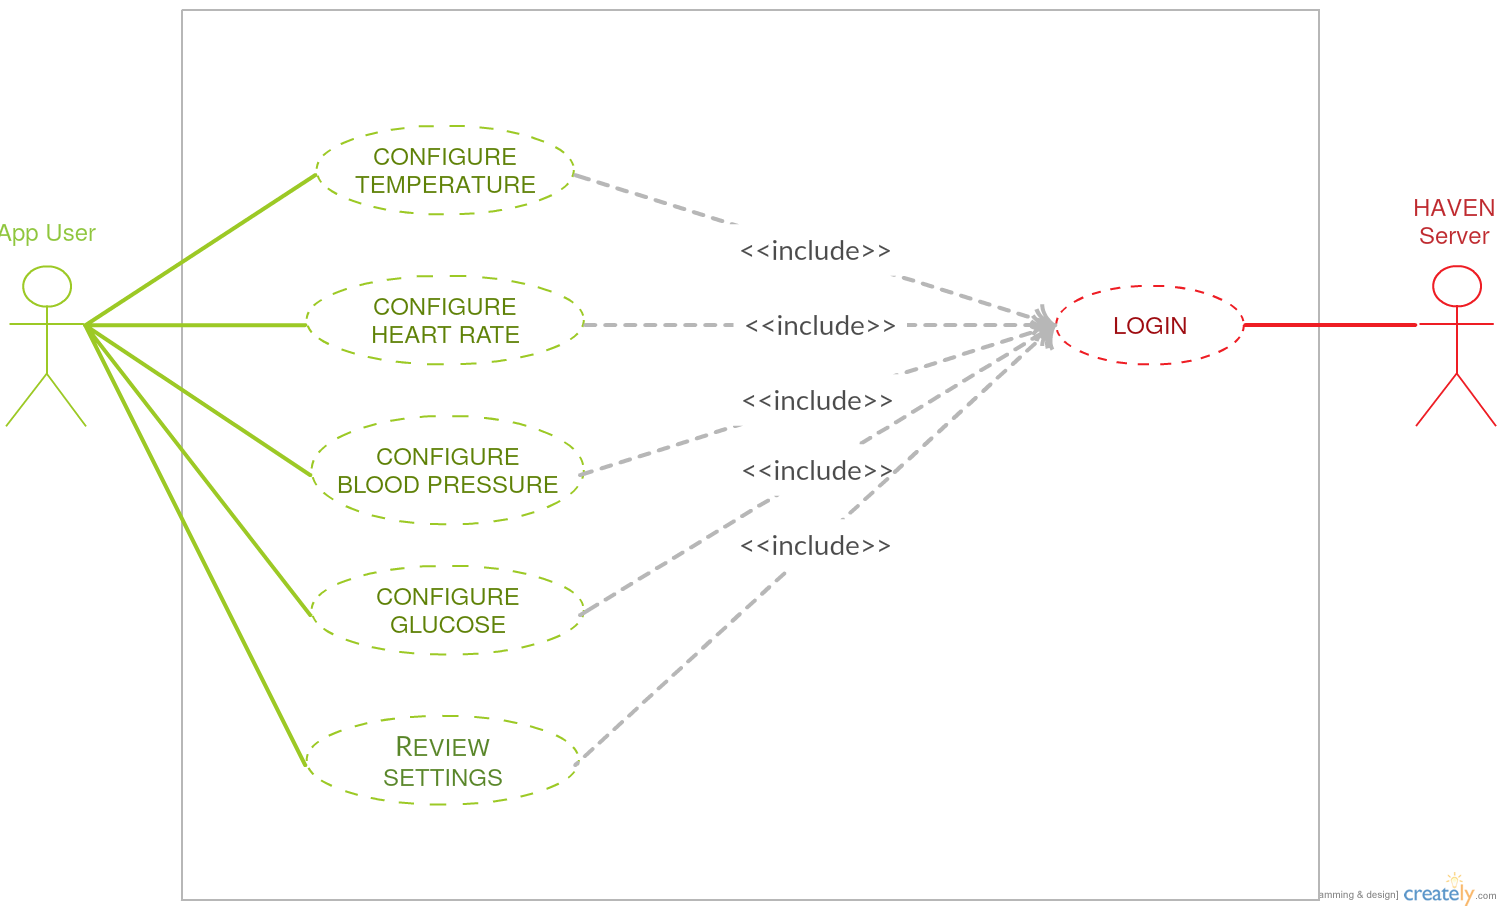 CONFIGURE
TEMPERATURE
App User
HAVEN
Server
<<include>>
CONFIGURE
HEART RATE
<<include>>
LOGIN
<<include>>
CONFIGURE
BLOOD PRESSURE
<<include>>
<<include>>
CONFIGURE
GLUCOSE
REVIEW
SETTINGS
amming & design]
creately.com